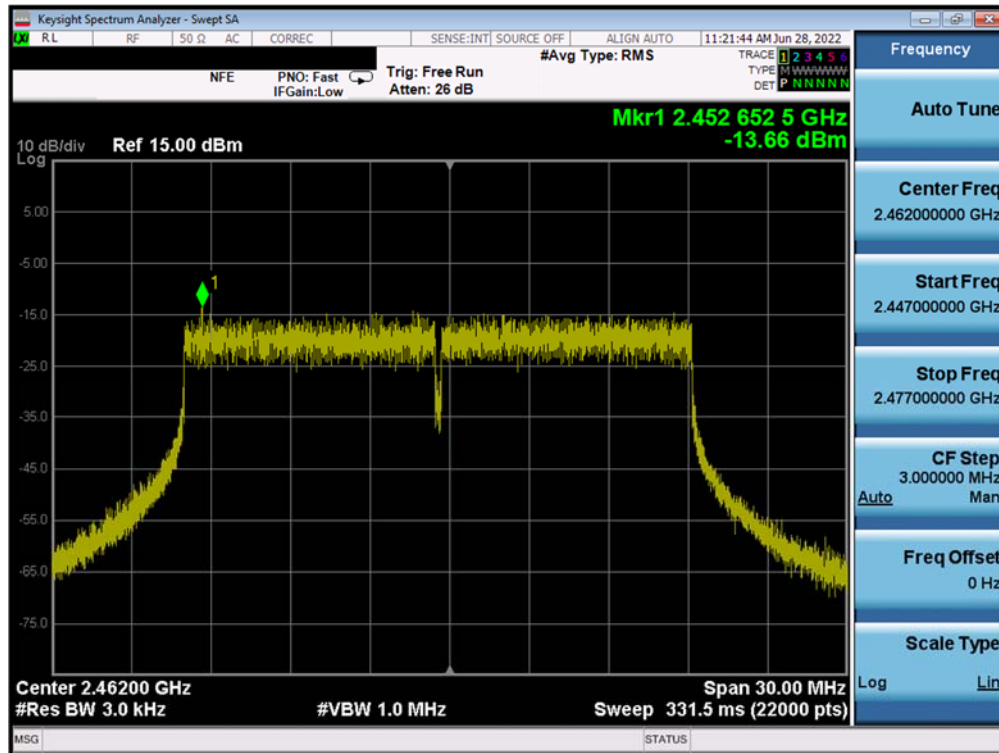 Keysight Spectrum Analyzer - Swept SA
LXI RL RF 50 Ω AC CORREC SENSE:INT SOURCE OFF ALIGN AUTO 11:21:44 AM Jun 28, 2022
#Avg Type: RMS
TRACE 1 2 3 4 5 6
TYPE M W W W W W
DET P N N N N N
NFE PNO: Fast Trig: Free Run
IFGain:Low Atten: 26 dB
Mkr1 2.452 652 5 GHz
-13.66 dBm
10 dB/div Ref 15.00 dBm
Log
1
5.00
-5.00
-15.0
-25.0
-35.0
-45.0
-55.0
-65.0
-75.0
Center 2.46200 GHz Span 30.00 MHz
#Res BW 3.0 kHz #VBW 1.0 MHz Sweep 331.5 ms (22000 pts)
MSG STATUS
Frequency
Auto Tune
Center Freq
2.462000000 GHz
Start Freq
2.447000000 GHz
Stop Freq
2.477000000 GHz
CF Step
3.000000 MHz
Auto Man
Freq Offset
0 Hz
Scale Type
Log Lin